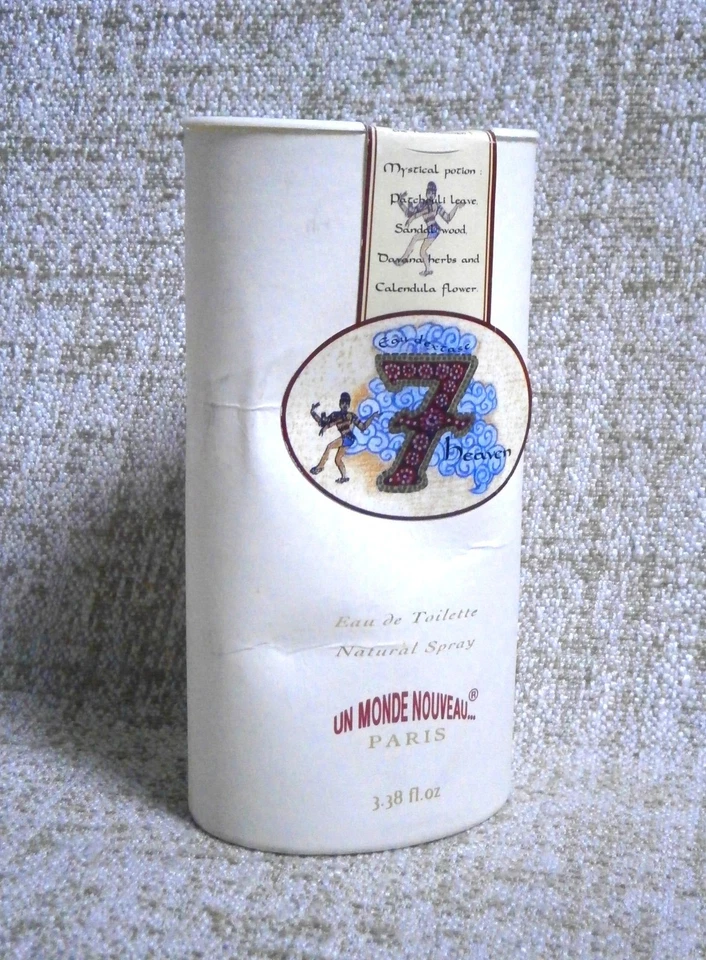 Mystical potion :
Patchouli leave,
Sandalwood,
Davana herbs and
Calendula flower.
Eau d'extase
7
heaven
Eau de Toilette
Natural Spray
UN MONDE NOUVEAU...®
PARIS
3.38 fl.oz